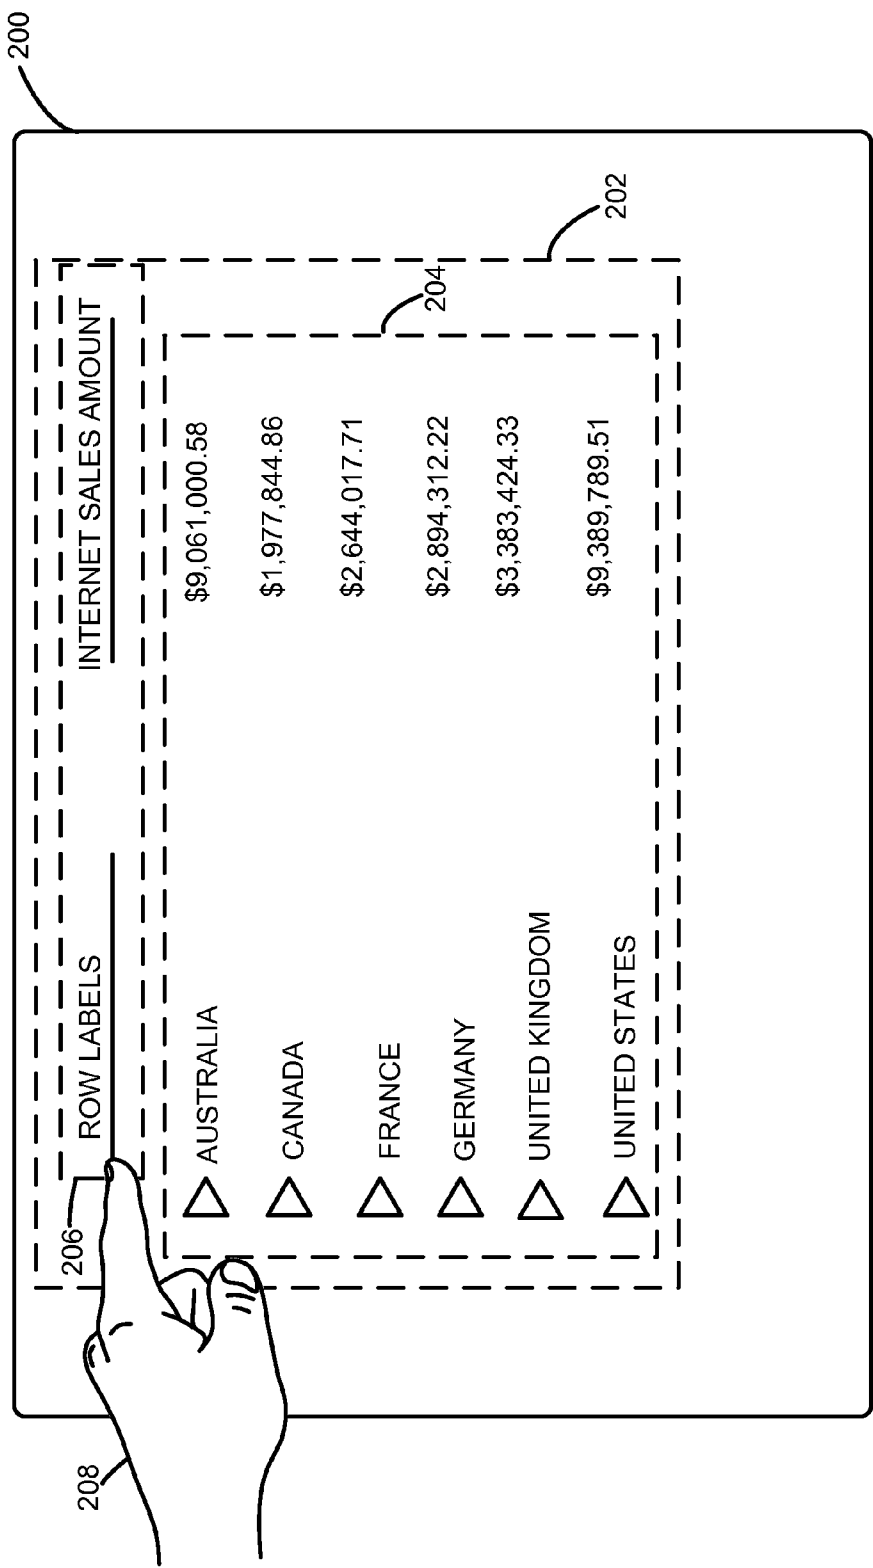 200
202
204
206
208
ROW LABELS INTERNET SALES AMOUNT
AUSTRALIA $9,061,000.58
CANADA $1,977,844.86
FRANCE $2,644,017.71
GERMANY $2,894,312.22
UNITED KINGDOM $3,383,424.33
UNITED STATES $9,389,789.51